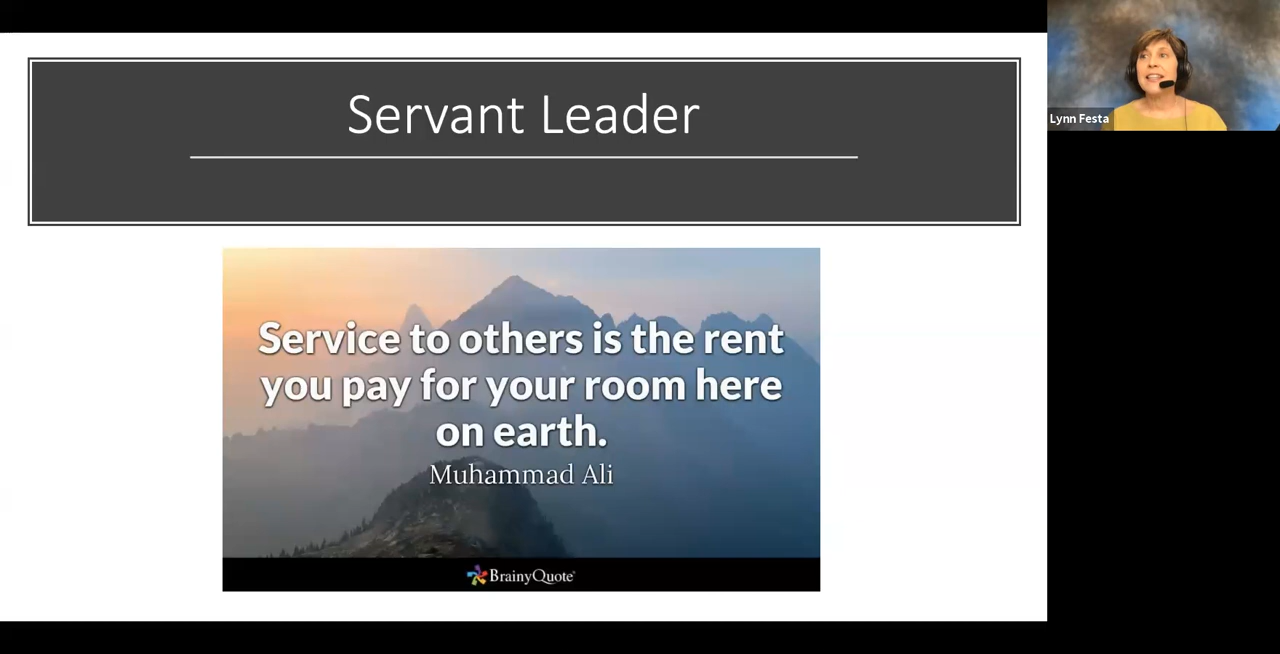 Servant Leader
Lynn Festa
Service to others is the rent
you pay for your room here
on earth.
Muhammad Ali
BrainyQuote®